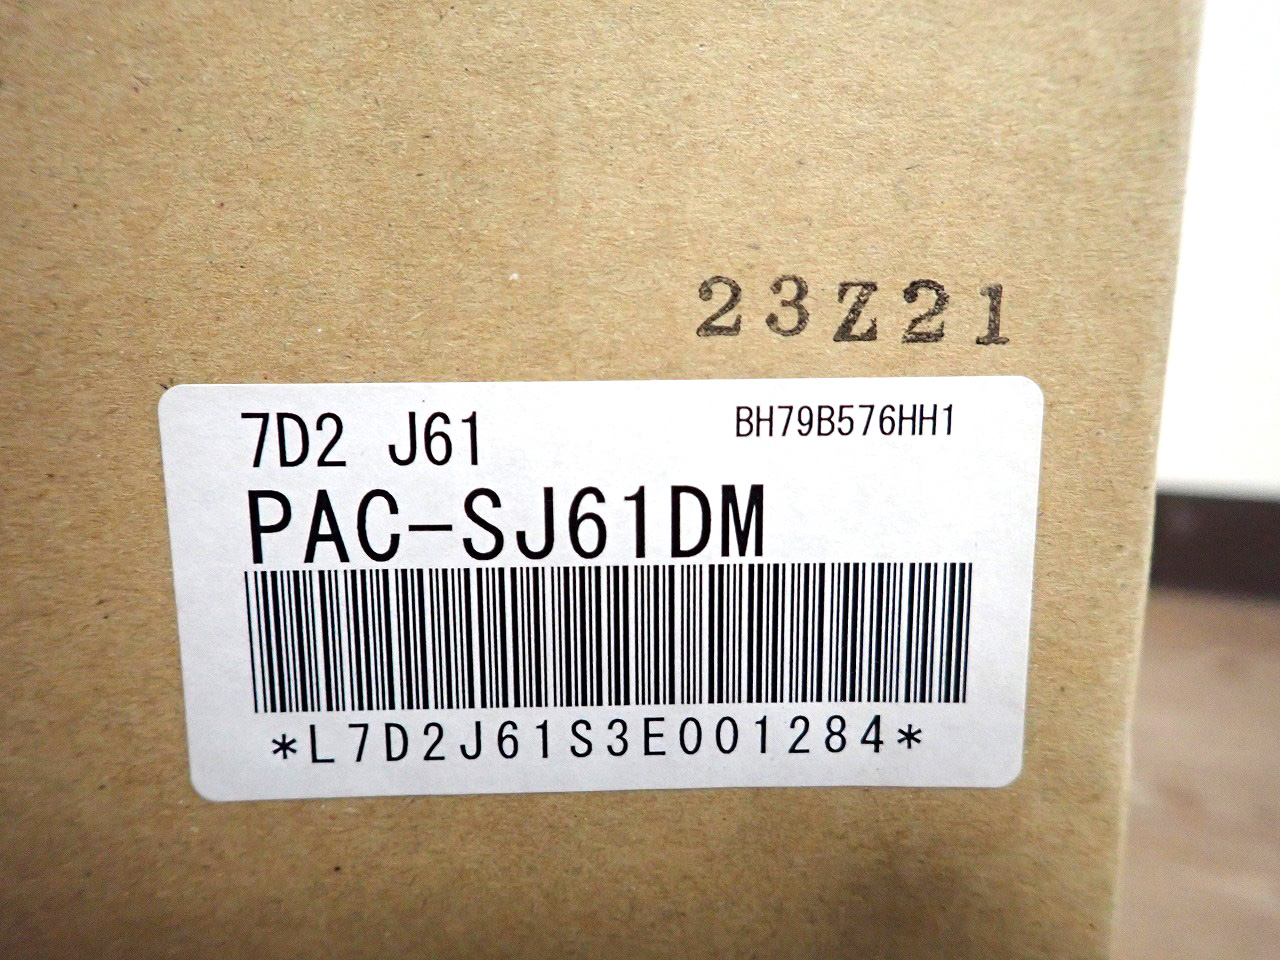 23Z21
7D2 J61
BH79B576HH1
PAC-SJ61DM
*L7D2J61S3E001284*